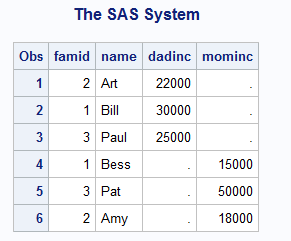 The SAS System
Obs famid name dadinc mominc
1 2 Art 22000 .
2 1 Bill 30000 .
3 3 Paul 25000 .
4 1 Bess . 15000
5 3 Pat . 50000
6 2 Amy . 18000